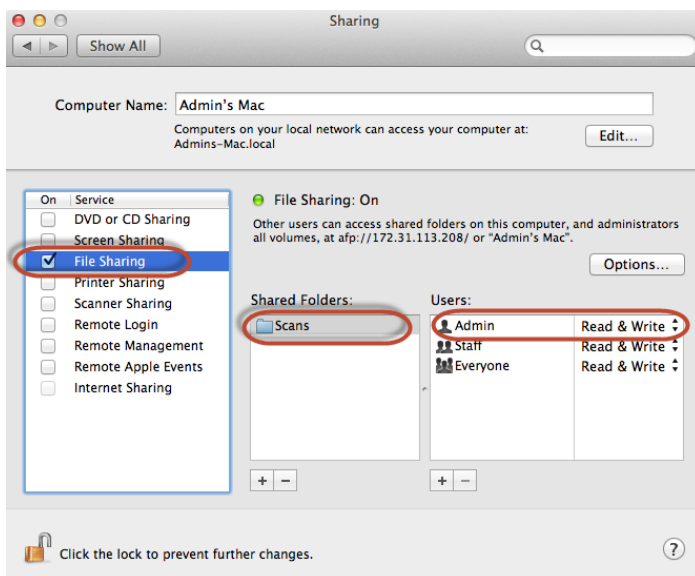 Sharing
Show All
Computer Name: Admin's Mac
Computers on your local network can access your computer at:
Admins-Mac.local
Edit...
On Service
DVD or CD Sharing
Screen Sharing
File Sharing
Printer Sharing
Scanner Sharing
Remote Login
Remote Management
Remote Apple Events
Internet Sharing
File Sharing: On
Other users can access shared folders on this computer, and administrators
all volumes, at afp://172.31.113.208/ or “Admin's Mac”.
Options...
Shared Folders:
Scans
Users:
Admin Read & Write
Staff Read & Write
Everyone Read & Write
+ −
+ −
Click the lock to prevent further changes.
?